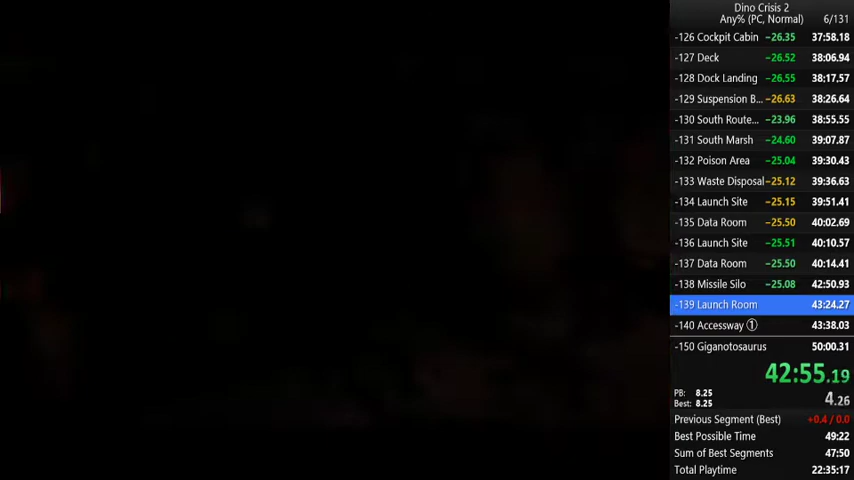 Dino Crisis 2
Any% (PC, Normal) 6/131
-126 Cockpit Cabin -26.35 37:58.18
-127 Deck -26.52 38:06.94
-128 Dock Landing -26.55 38:17.57
-129 Suspension B... -26.63 38:26.64
-130 South Route... -23.96 38:55.55
-131 South Marsh -24.60 39:07.87
-132 Poison Area -25.04 39:30.43
-133 Waste Disposal -25.12 39:36.63
-134 Launch Site -25.15 39:51.41
-135 Data Room -25.50 40:02.69
-136 Launch Site -25.51 40:10.57
-137 Data Room -25.50 40:14.41
-138 Missile Silo -25.08 42:50.93
-139 Launch Room 43:24.27
-140 Accessway ① 43:38.03
-150 Giganotosaurus 50:00.31
42:55.19
PB: 8.25
Best: 8.25
4.26
Previous Segment (Best) +0.4 / 0.0
Best Possible Time 49:22
Sum of Best Segments 47:50
Total Playtime 22:35:17